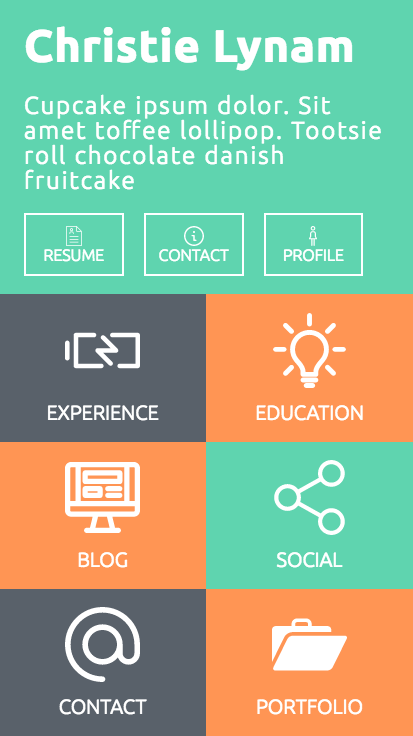 Christie Lynam
Cupcake ipsum dolor. Sit
amet toffee lollipop. Tootsie
roll chocolate danish
fruitcake
RESUME CONTACT PROFILE
EXPERIENCE EDUCATION
BLOG SOCIAL
CONTACT PORTFOLIO